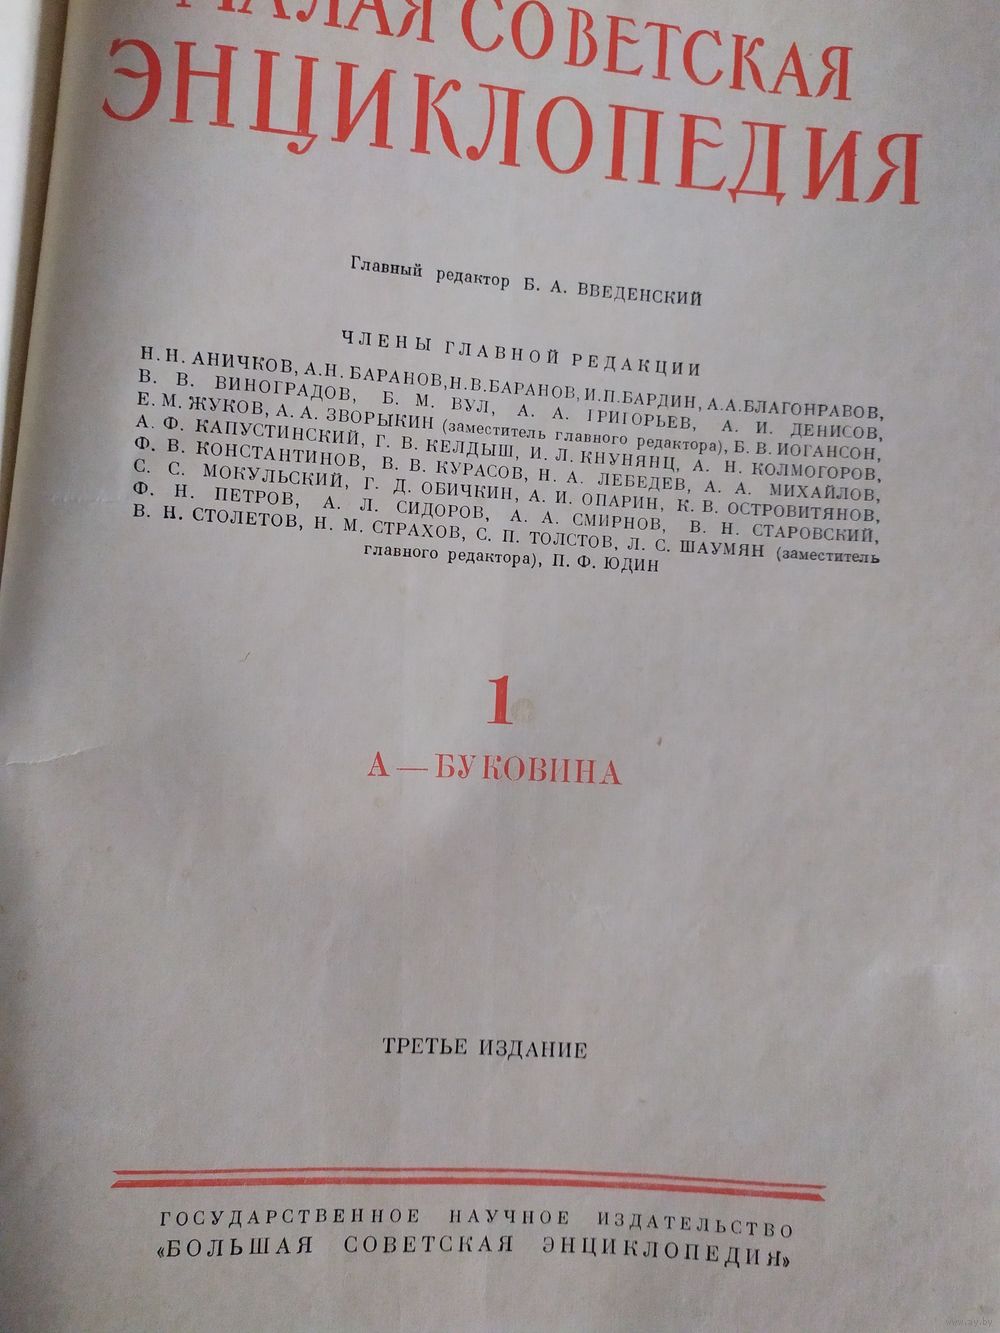 МАЛАЯ СОВЕТСКАЯ
ЭНЦИКЛОПЕДИЯ
Главный редактор Б. А. ВВЕДЕНСКИЙ
ЧЛЕНЫ ГЛАВНОЙ РЕДАКЦИИ
Н. Н. АНИЧКОВ, А.Н. БАРАНОВ, Н.В.БАРАНОВ, И.П.БАРДИН, А.А.БЛАГОНРАВОВ,
В. В. ВИНОГРАДОВ, Б. М. ВУЛ, А. А. ГРИГОРЬЕВ, А. И. ДЕНИСОВ,
Е. М. ЖУКОВ, А. А. ЗВОРЫКИН (заместитель главного редактора), Б. В. ИОГАНСОН,
А. Ф. КАПУСТИНСКИЙ, Г. В. КЕЛДЫШ, И. Л. КНУНЯНЦ, А. Н. КОЛМОГОРОВ,
Ф. В. КОНСТАНТИНОВ, В. В. КУРАСОВ, Н. А. ЛЕБЕДЕВ, А. А. МИХАЙЛОВ,
С. С. МОКУЛЬСКИЙ, Г. Д. ОБИЧКИН, А. И. ОПАРИН, К. В. ОСТРОВИТЯНОВ,
Ф. Н. ПЕТРОВ, А. Л. СИДОРОВ, А. А. СМИРНОВ, В. Н. СТАРОВСКИЙ,
В. Н. СТОЛЕТОВ, Н. М. СТРАХОВ, С. П. ТОЛСТОВ, Л. С. ШАУМЯН (заместитель
главного редактора), П. Ф. ЮДИН
1
А — БУКОВИНА
ТРЕТЬЕ ИЗДАНИЕ
ГОСУДАРСТВЕННОЕ НАУЧНОЕ ИЗДАТЕЛЬСТВО
«БОЛЬШАЯ СОВЕТСКАЯ ЭНЦИКЛОПЕДИЯ»
www.ay.by